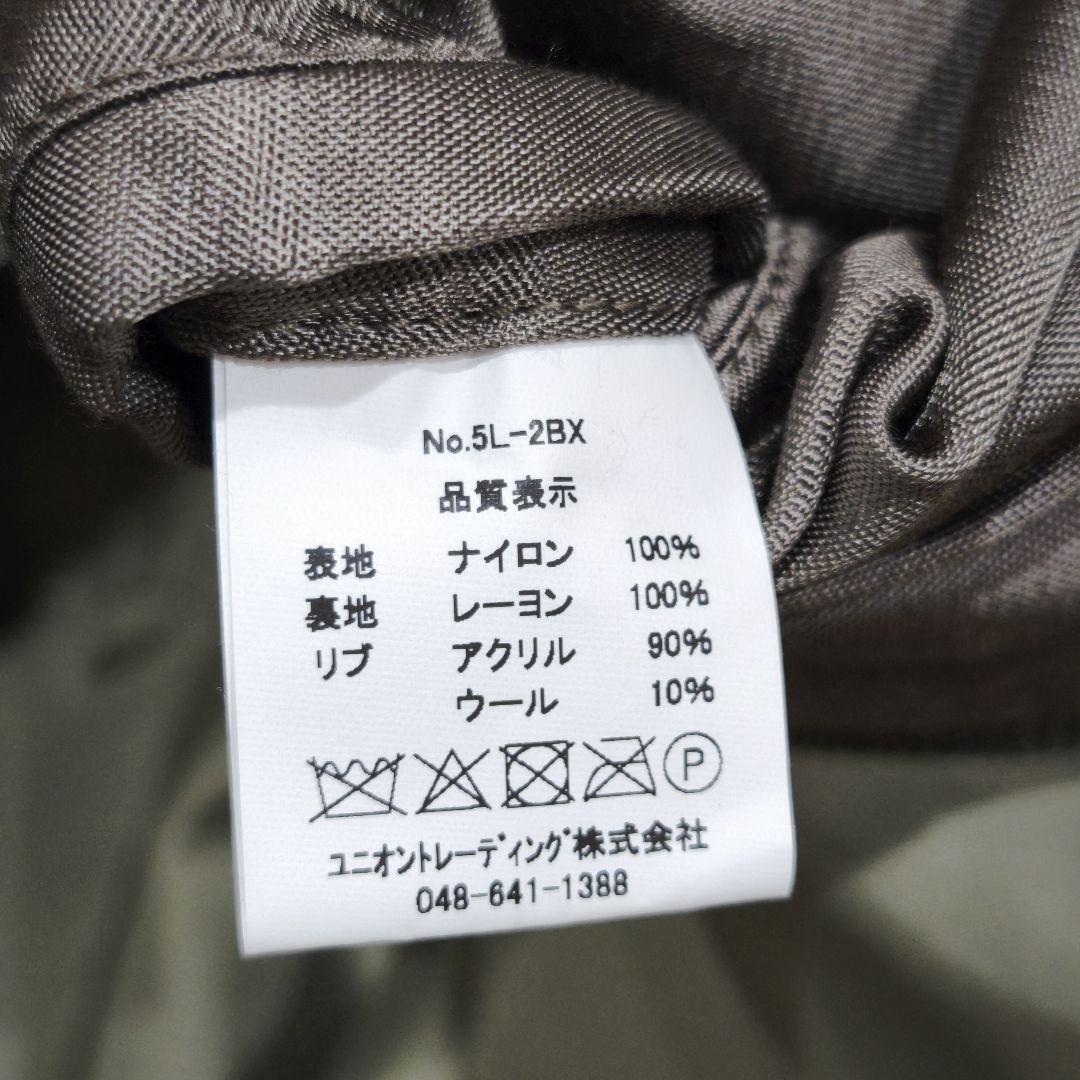 No.5L-2BX
品質表示
表地 ナイロン 100%
裏地 レーヨン 100%
リブ アクリル 90%
ウール 10%
P
ユニオントレーディング株式会社
048-641-1388